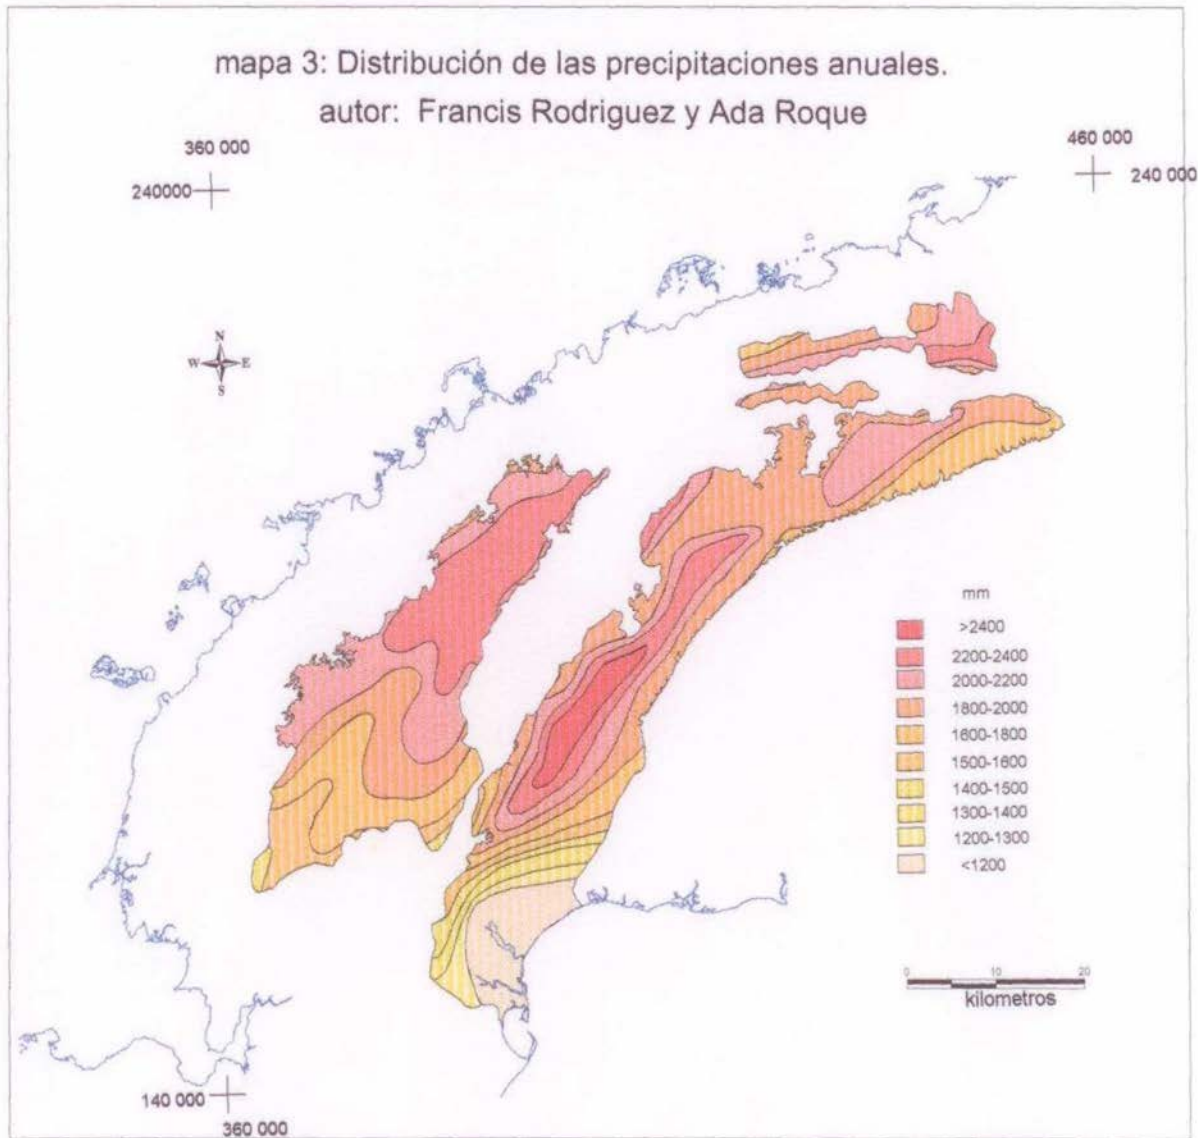 mapa 3: Distribución de las precipitaciones anuales.
autor: Francis Rodriguez y Ada Roque
360 000
460 000
240000
240 000
N
W E
S
mm
>2400
2200-2400
2000-2200
1800-2000
1600-1800
1500-1600
1400-1500
1300-1400
1200-1300
<1200
0 10 20
kilometros
140 000
360 000